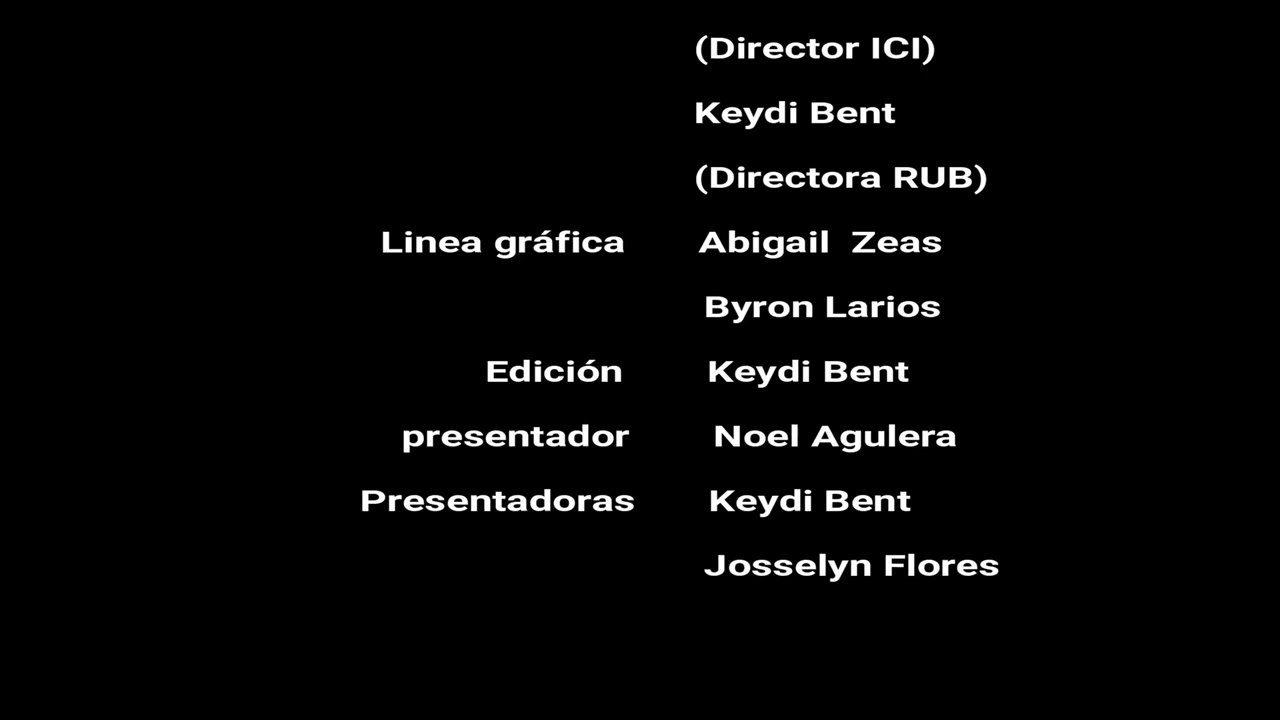 (Director ICI)
Keydi Bent
(Directora RUB)
Linea gráfica Abigail Zeas
Byron Larios
Edición Keydi Bent
presentador Noel Agulera
Presentadoras Keydi Bent
Josselyn Flores